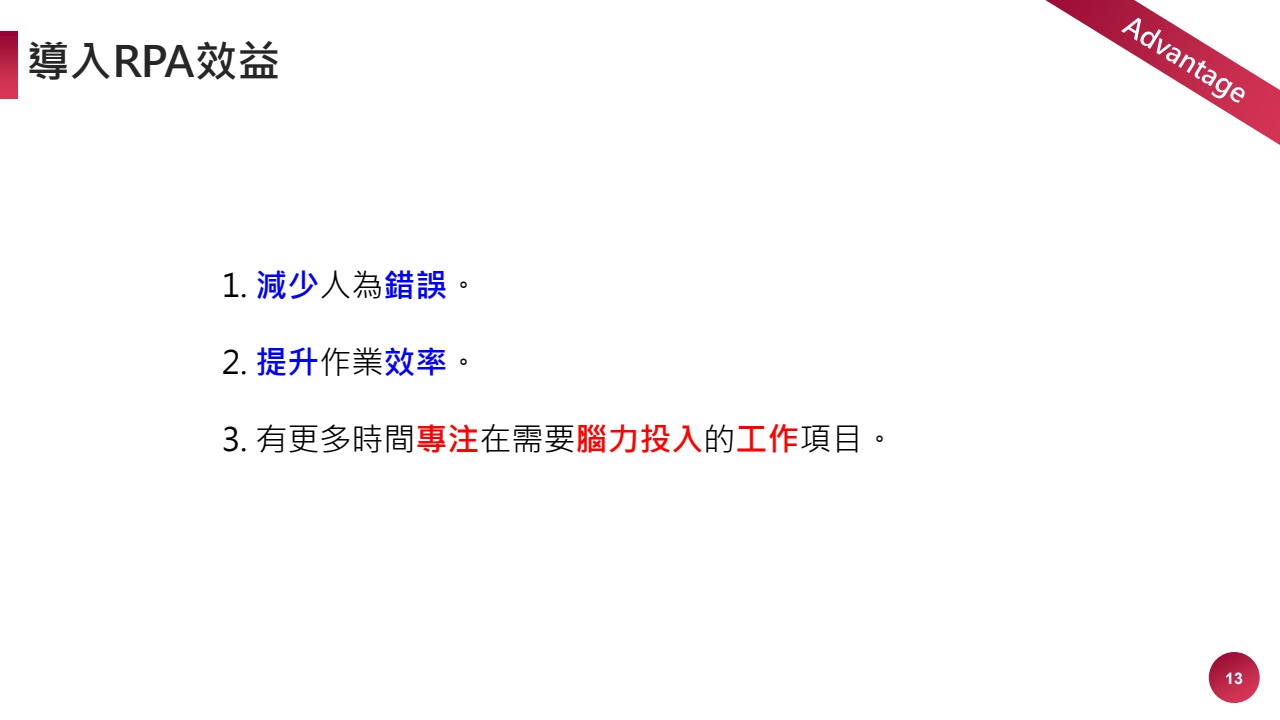 導入RPA效益
Advantage
1. 減少人為錯誤。
2. 提升作業效率。
3. 有更多時間專注在需要腦力投入的工作項目。
13